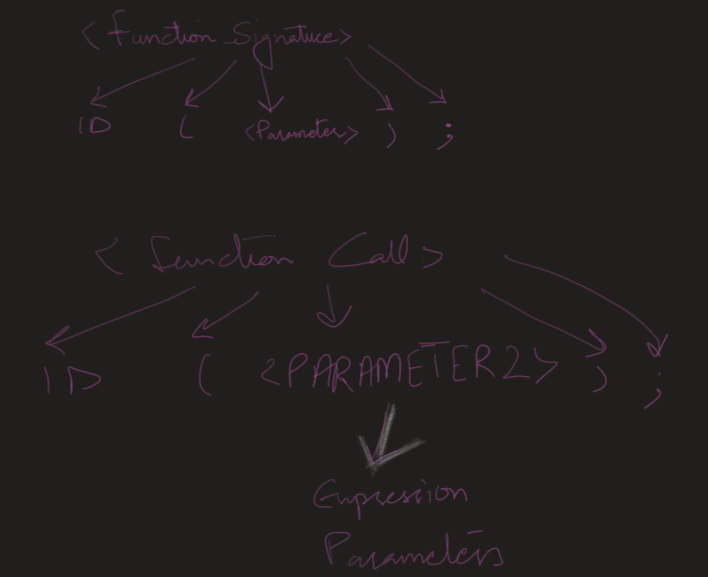 <Function Signature>
ID ( <Parameter> ) ;
< Function Call>
ID ( <PARAMETER2> ) ;
Expression
Parameters